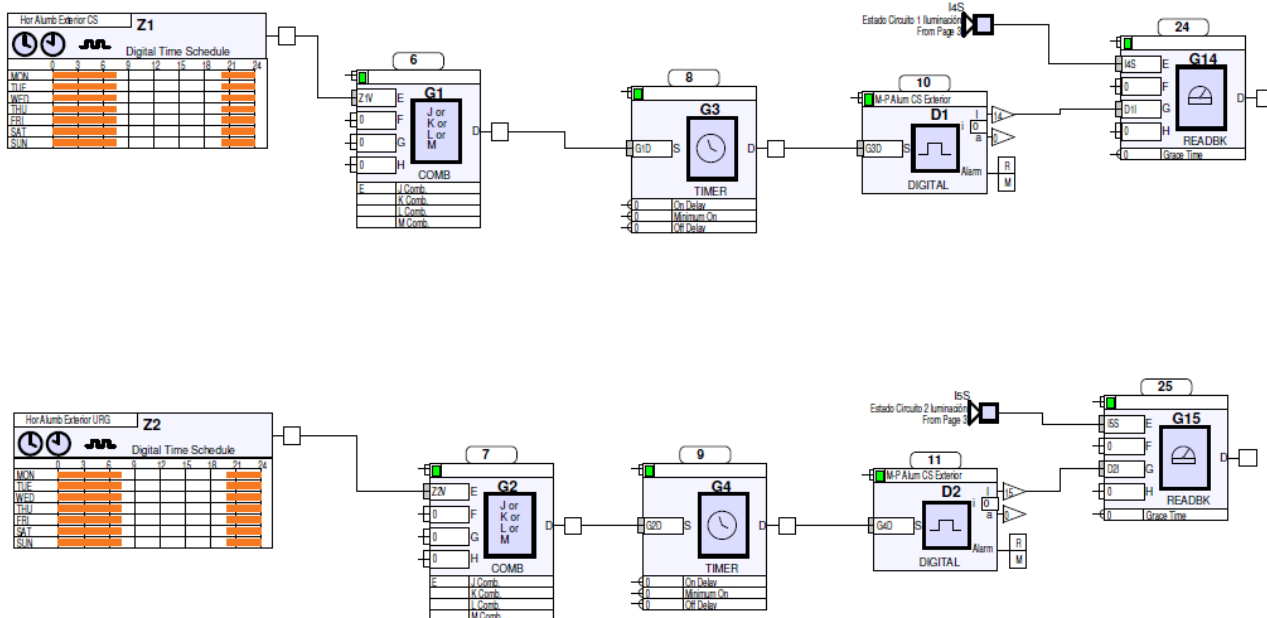 Hor Alumb Exterior CS
Z1
Digital Time Schedule
0 3 6 9 12 15 18 21 24
MON
TUE
WED
THU
FRI
SAT
SUN
6
G1
Z1V E
0 F
0 G
0 H
J or
K or
L or
M
D
COMB
E J Comb.
K Comb.
L Comb.
M Comb.
8
G3
G1D S
D
TIMER
0 On Delay
0 Minimum On
0 Off Delay
10
M-P Alum CS Exterior
D1
G3D S
I 14
i 0
a 0
Alarm R
M
DIGITAL
I4S
Estado Circuito 1 Iluminación
From Page 3
24
G14
I4S E
0 F
D1I G
0 H
D
READBK
0 Grace Time
Hor Alumb Exterior URG
Z2
Digital Time Schedule
0 3 6 9 12 15 18 21 24
MON
TUE
WED
THU
FRI
SAT
SUN
7
G2
Z2V E
0 F
0 G
0 H
J or
K or
L or
M
D
COMB
E J Comb.
K Comb.
L Comb.
M Comb.
9
G4
G2D S
D
TIMER
0 On Delay
0 Minimum On
0 Off Delay
11
M-P Alum CS Exterior
D2
G4D S
I 15
i 0
a 0
Alarm R
M
DIGITAL
I5S
Estado Circuito 2 Iuminación
From Page 3
25
G15
I5S E
0 F
D2I G
0 H
D
READBK
0 Grace Time